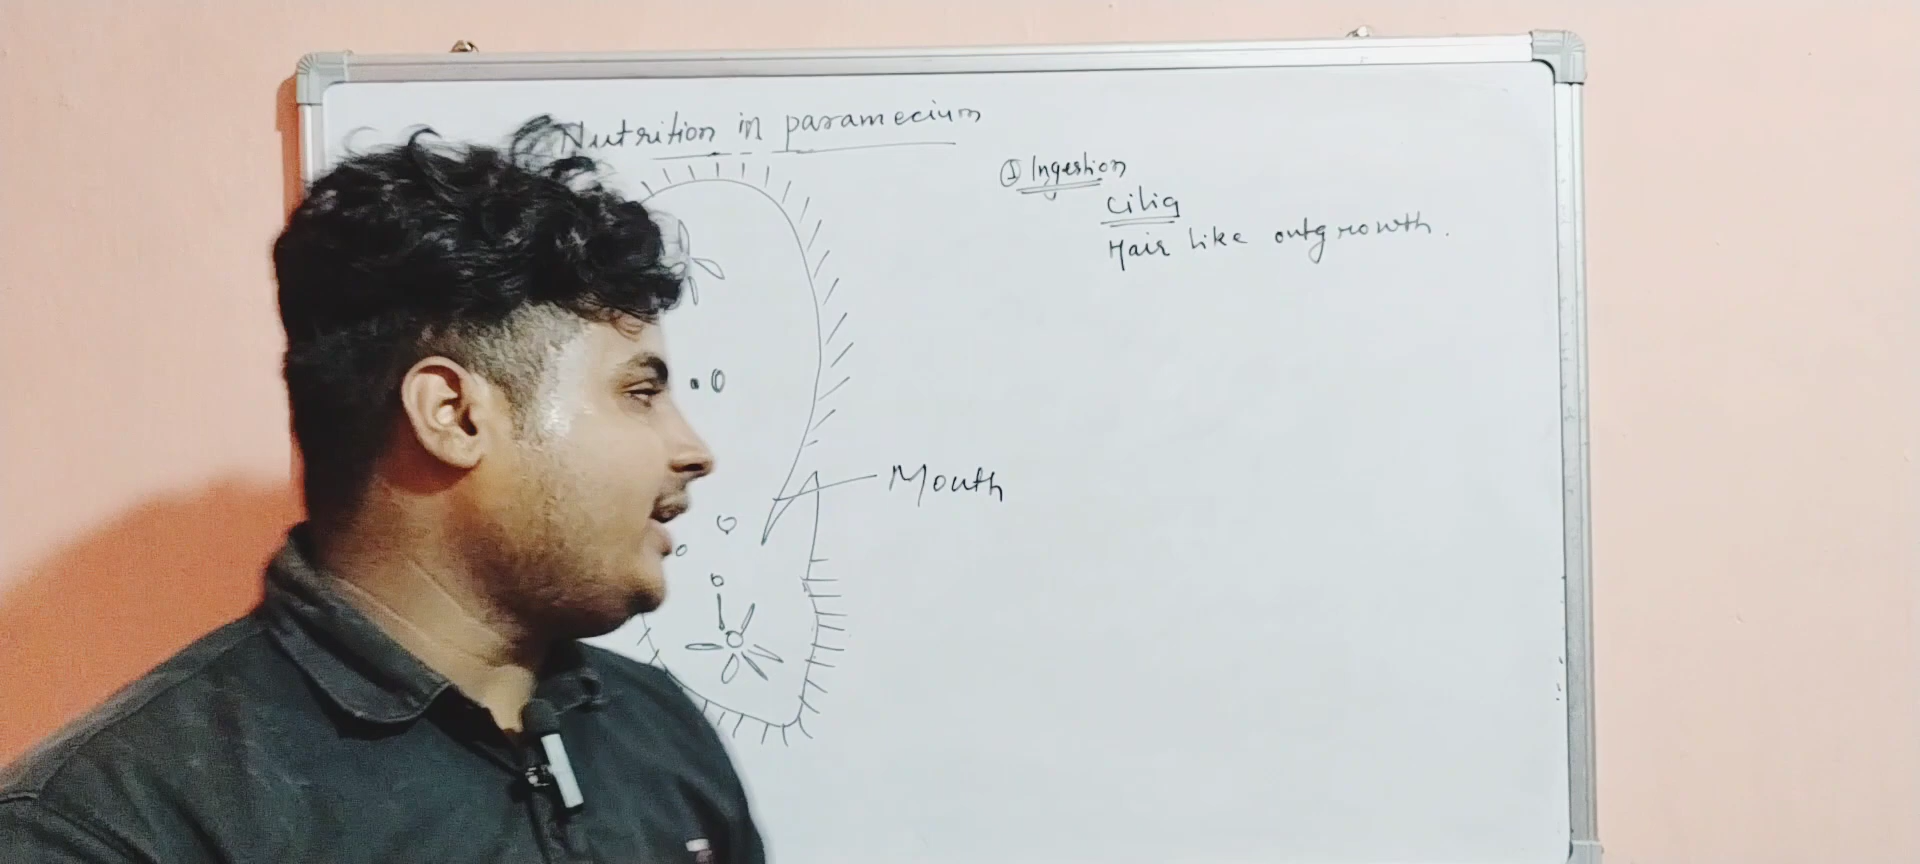 Nutrition in paramecium
① Ingestion
cilia
Hair like outgrowth.
Mouth